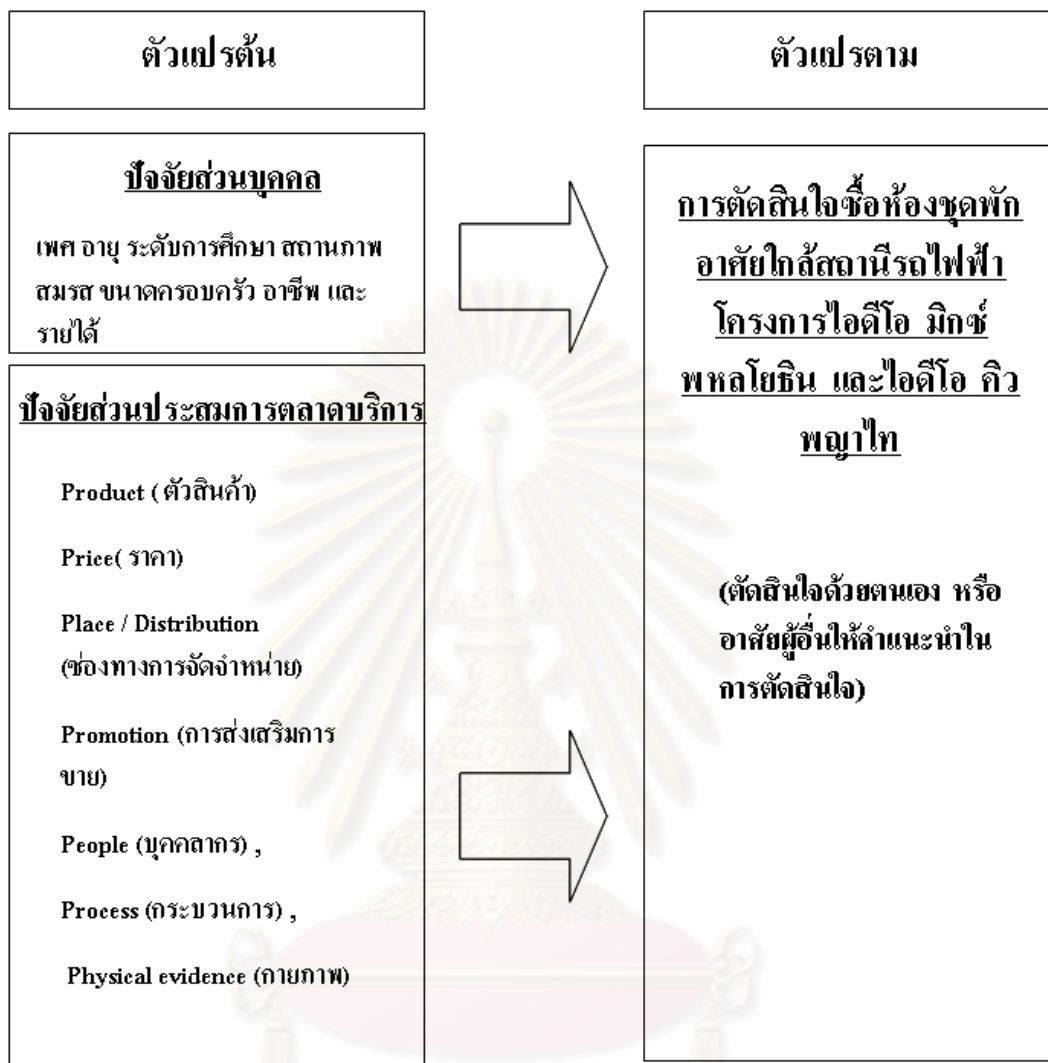 ตัวแปรต้น
ตัวแปรตาม
ปัจจัยส่วนบุคคล
เพศ อายุ ระดับการศึกษา สถานภาพ
สมรส ขนาดครอบครัว อาชีพ และ
รายได้
ปัจจัยส่วนประสมการตลาดบริการ
Product ( ตัวสินค้า)
Price( ราคา)
Place / Distribution
(ช่องทางการจัดจำหน่าย)
Promotion (การส่งเสริมการ
ขาย)
People (บุคคลากร) ,
Process (กระบวนการ) ,
Physical evidence (กายภาพ)
การตัดสินใจซื้อห้องชุดพัก
อาศัยใกล้สถานีรถไฟฟ้า
โครงการไอดีโอ มิกซ์
พหลโยธิน และไอดีโอ คิว
พญาไท
(ตัดสินใจด้วยตนเอง หรือ
อาศัยผู้อื่นให้คำแนะนำใน
การตัดสินใจ)